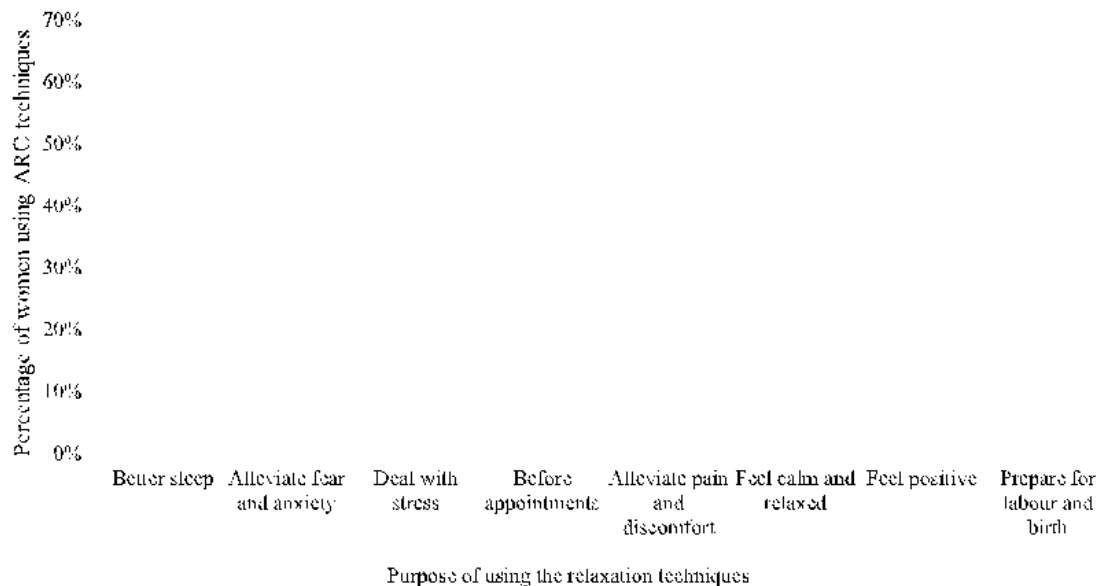 70%
60%
50%
40%
30%
20%
10%
0%
Percentage of women using ARC techniques
Better sleep
Alleviate fear
and anxiety
Deal with
stress
Before
appointments
Alleviate pain
and
discomfort
Feel calm and
relaxed
Feel positive
Prepare for
labour and
birth
Purpose of using the relaxation techniques